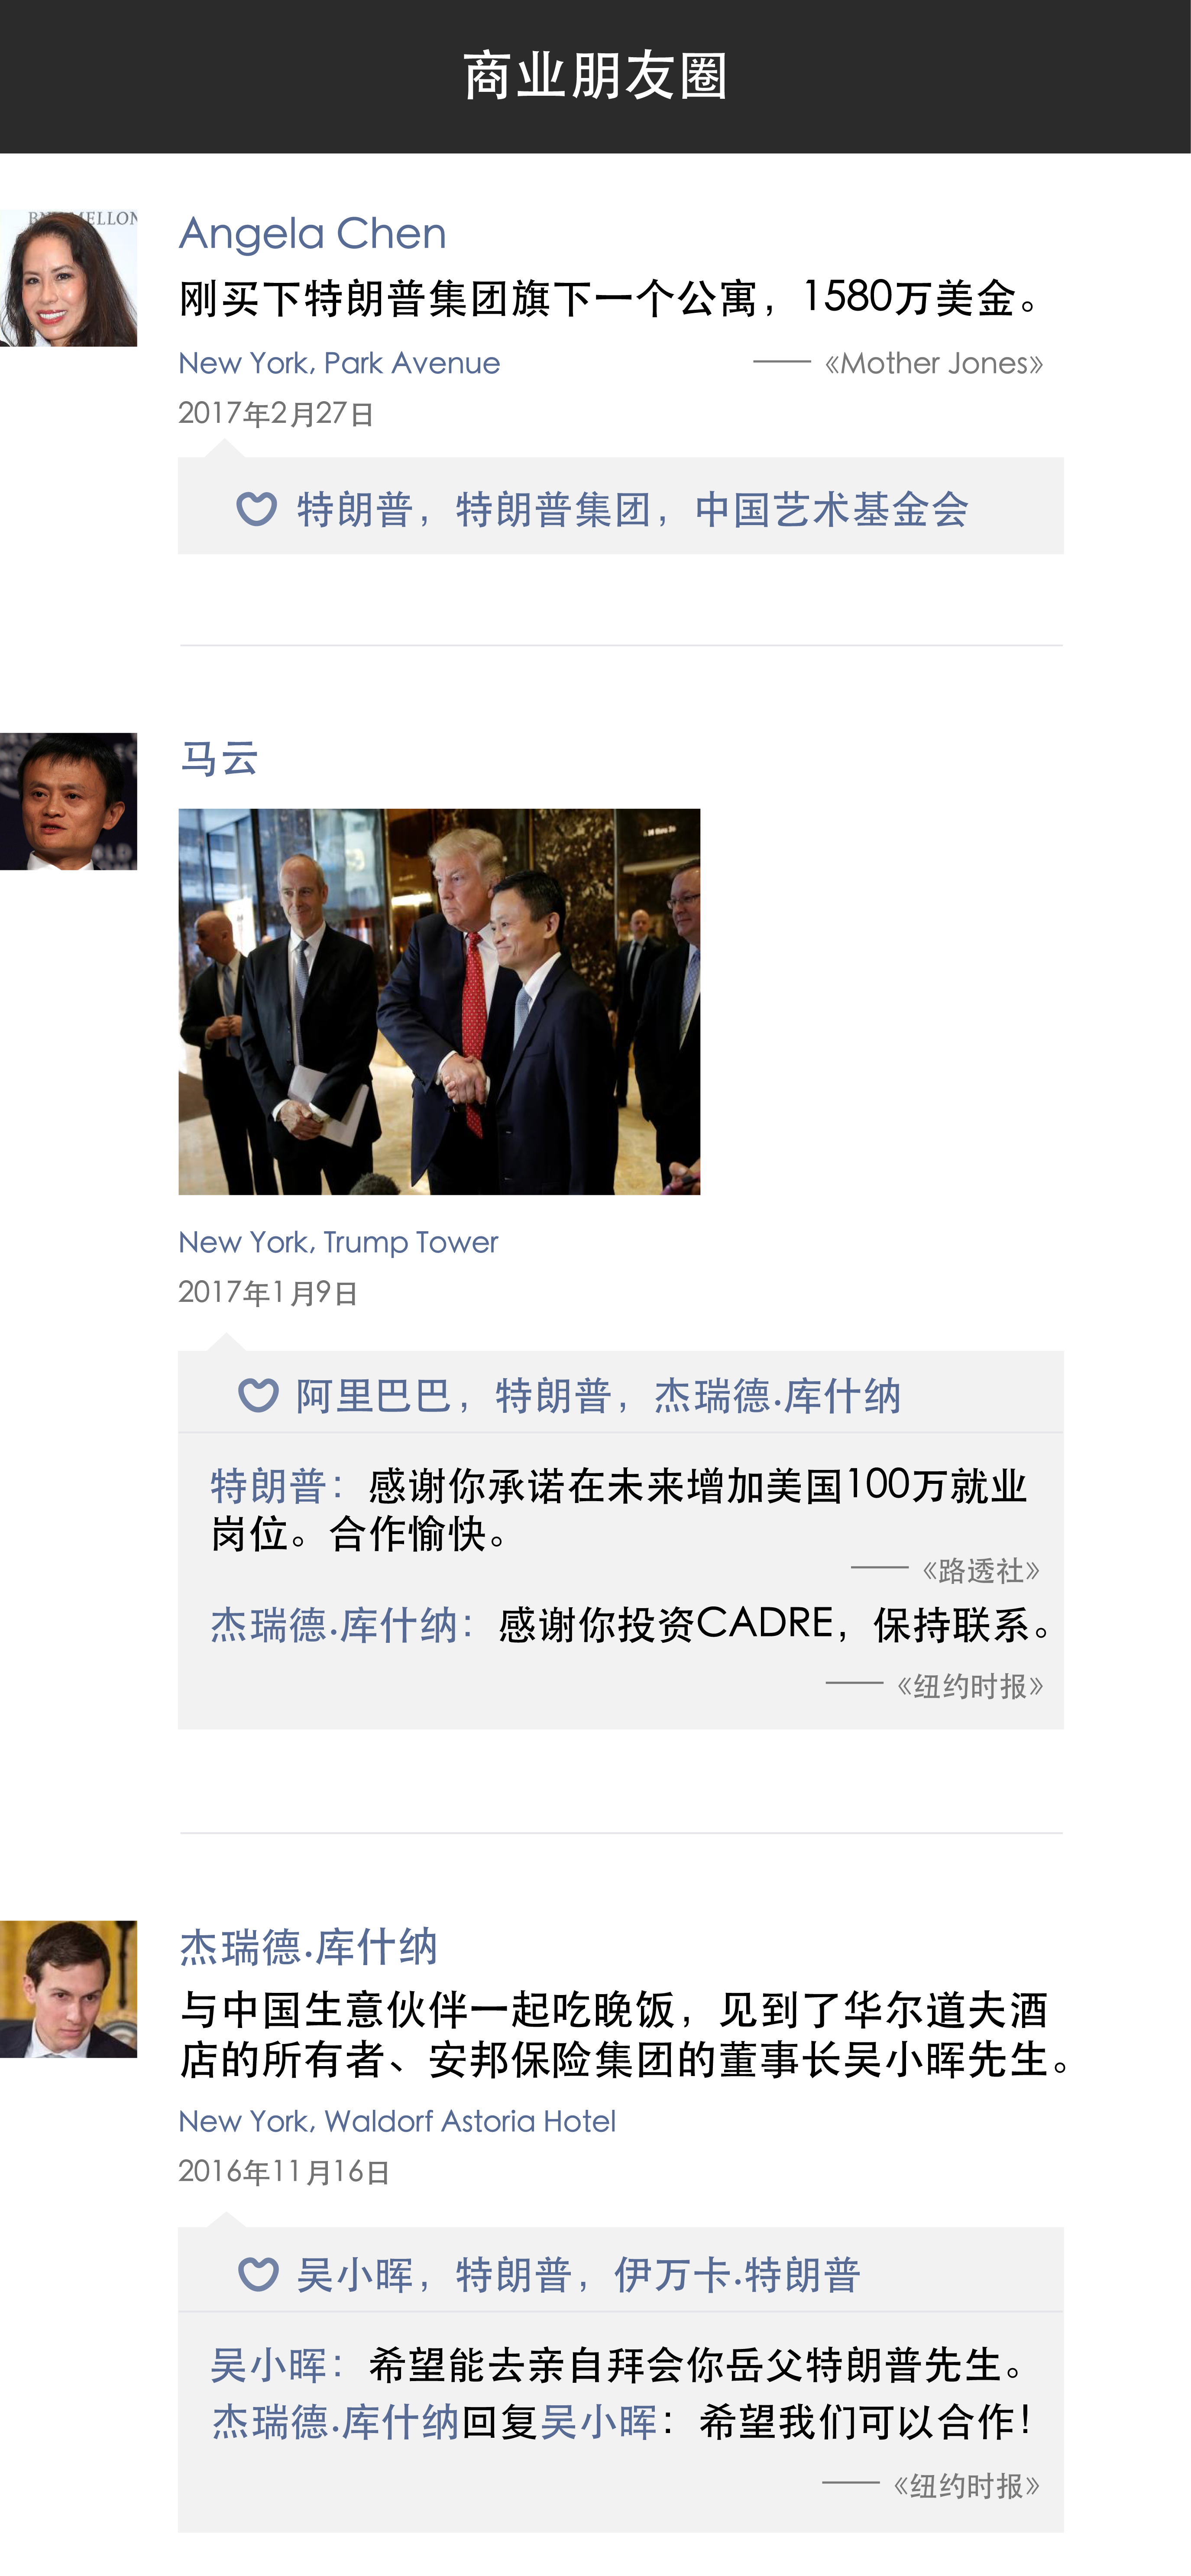 商业朋友圈
BNY MELLON
Angela Chen
刚买下特朗普集团旗下一个公寓，1580万美金。
New York, Park Avenue
—— 《Mother Jones》
2017年2月27日
特朗普，特朗普集团，中国艺术基金会
马云
New York, Trump Tower
2017年1月9日
阿里巴巴，特朗普，杰瑞德.库什纳
特朗普：感谢你承诺在未来增加美国100万就业
岗位。合作愉快。
—— 《路透社》
杰瑞德.库什纳：感谢你投资CADRE，保持联系。
—— 《纽约时报》
杰瑞德.库什纳
与中国生意伙伴一起吃晚饭，见到了华尔道夫酒
店的所有者、安邦保险集团的董事长吴小晖先生。
New York, Waldorf Astoria Hotel
2016年11月16日
吴小晖，特朗普，伊万卡.特朗普
吴小晖：希望能去亲自拜会你岳父特朗普先生。
杰瑞德.库什纳回复吴小晖：希望我们可以合作！
—— 《纽约时报》